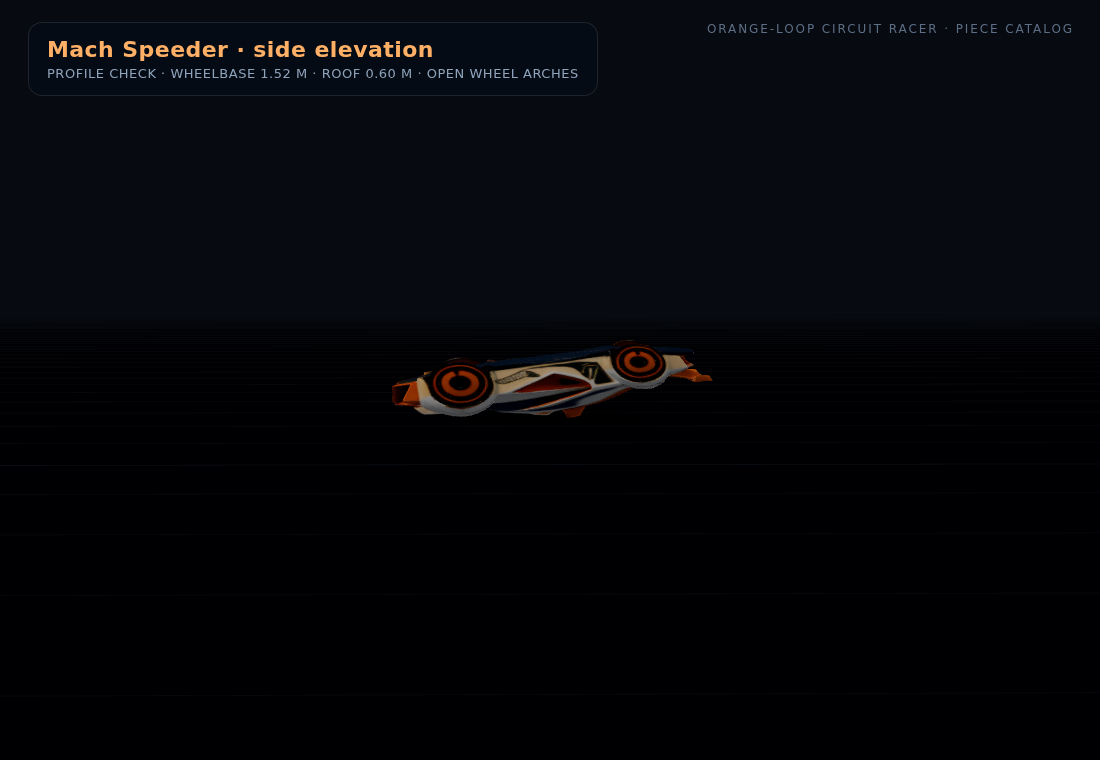 Mach Speeder · side elevation
PROFILE CHECK · WHEELBASE 1.52 M · ROOF 0.60 M · OPEN WHEEL ARCHES
ORANGE-LOOP CIRCUIT RACER · PIECE CATALOG